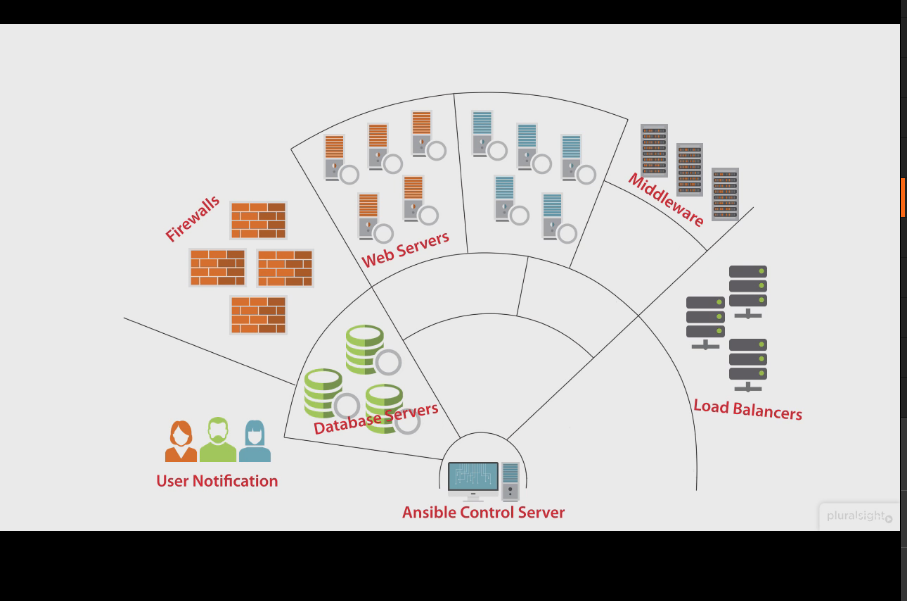 Firewalls
Web Servers
Middleware
Database Servers
Load Balancers
User Notification
Ansible Control Server
pluralsight